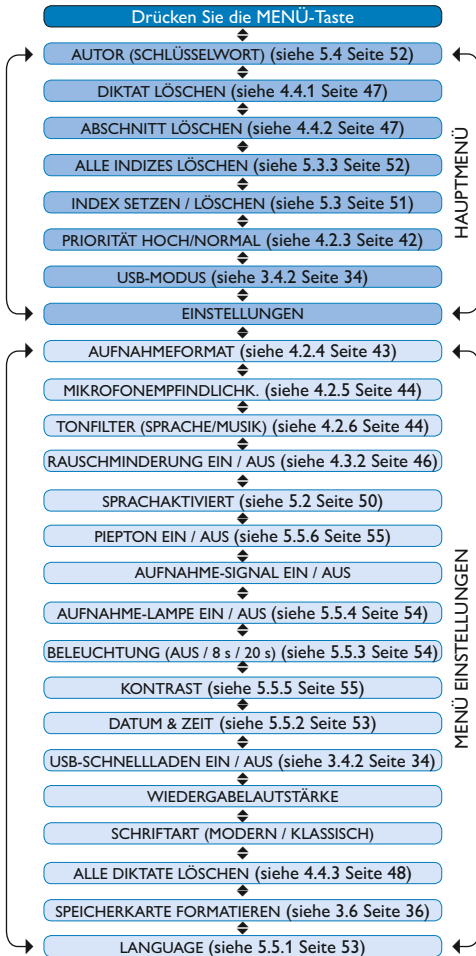 Drücken Sie die MENÜ-Taste
AUTOR (SCHLÜSSELWORT) (siehe 5.4 Seite 52)
DIKTAT LÖSCHEN (siehe 4.4.1 Seite 47)
ABSCHNITT LÖSCHEN (siehe 4.4.2 Seite 47)
ALLE INDIZES LÖSCHEN (siehe 5.3.3 Seite 52)
INDEX SETZEN / LÖSCHEN (siehe 5.3 Seite 51)
PRIORITÄT HOCH/NORMAL (siehe 4.2.3 Seite 42)
USB-MODUS (siehe 3.4.2 Seite 34)
EINSTELLUNGEN
HAUPTMENÜ
AUFNAHMEFORMAT (siehe 4.2.4 Seite 43)
MIKROFONEMPFINDLICHK. (siehe 4.2.5 Seite 44)
TONFILTER (SPRACHE/MUSIK) (siehe 4.2.6 Seite 44)
RAUSCHMINDERUNG EIN / AUS (siehe 4.3.2 Seite 46)
SPRACHAKTIVIERT (siehe 5.2 Seite 50)
PIEPTON EIN / AUS (siehe 5.5.6 Seite 55)
AUFNAHME-SIGNAL EIN / AUS
AUFNAHME-LAMPE EIN / AUS (siehe 5.5.4 Seite 54)
BELEUCHTUNG (AUS / 8 s / 20 s) (siehe 5.5.3 Seite 54)
KONTRAST (siehe 5.5.5 Seite 55)
DATUM & ZEIT (siehe 5.5.2 Seite 53)
USB-SCHNELLLADEN EIN / AUS (siehe 3.4.2 Seite 34)
WIEDERGABELAUTSTÄRKE
SCHRIFTART (MODERN / KLASSISCH)
ALLE DIKTATE LÖSCHEN (siehe 4.4.3 Seite 48)
SPEICHERKARTE FORMATIEREN (siehe 3.6 Seite 36)
LANGUAGE (siehe 5.5.1 Seite 53)
MENÜ EINSTELLUNGEN